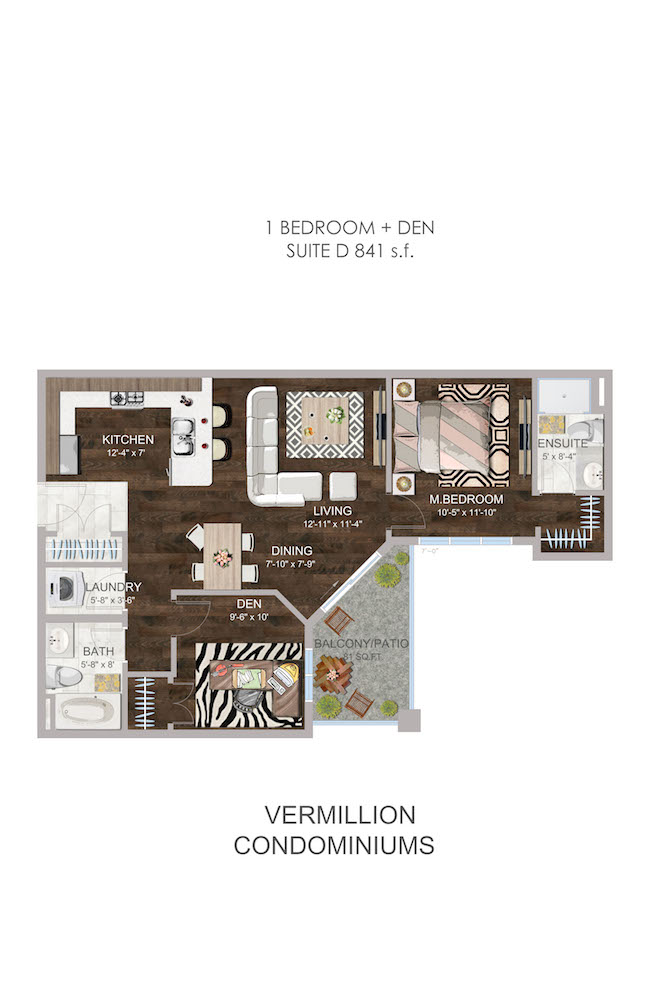 1 BEDROOM + DEN
SUITE D 841 s.f.
KITCHEN
12'-4" x 7'
ENSUITE
5' x 8'-4"
M.BEDROOM
10'-5" x 11'-10"
LIVING
12'-11" x 11'-4"
DINING
7'-10" x 7'-9"
7'-0"
LAUNDRY
5'-8" x 3'-6"
DEN
9'-6" x 10'
BALCONY/PATIO
81 SQ.FT.
BATH
5'-8" x 8'
VERMILLION
CONDOMINIUMS